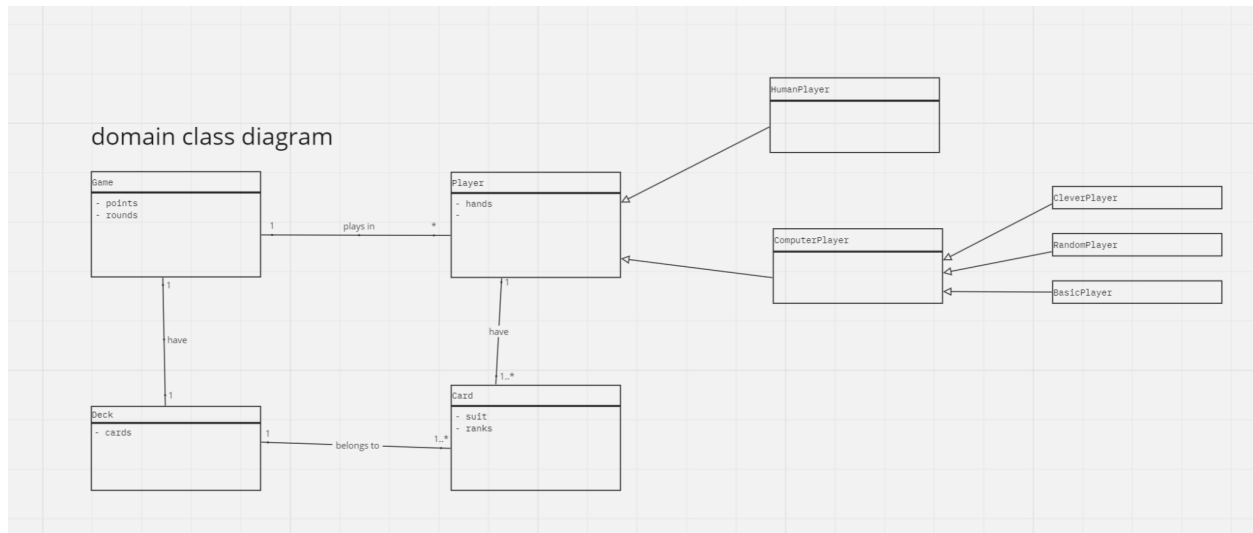 domain class diagram
Game
- points
- rounds
1
plays in
*
Player
- hands
-
HumanPlayer
ComputerPlayer
CleverPlayer
RandomPlayer
BasicPlayer
1
have
1
1
have
1..*
Deck
- cards
1
belongs to
1..*
Card
- suit
- ranks